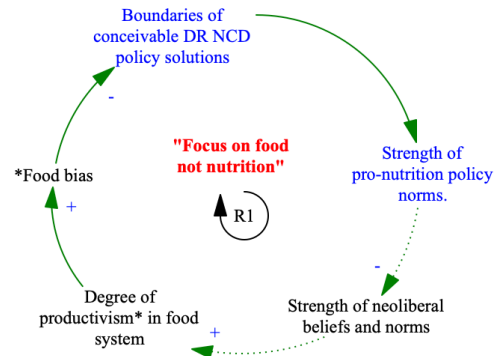 Boundaries of
conceivable DR NCD
policy solutions
-
"Focus on food
not nutrition"
*Food bias
Strength of
pro-nutrition policy
norms.
+
R1
-
Degree of
productivism* in food
system
Strength of neoliberal
beliefs and norms
+